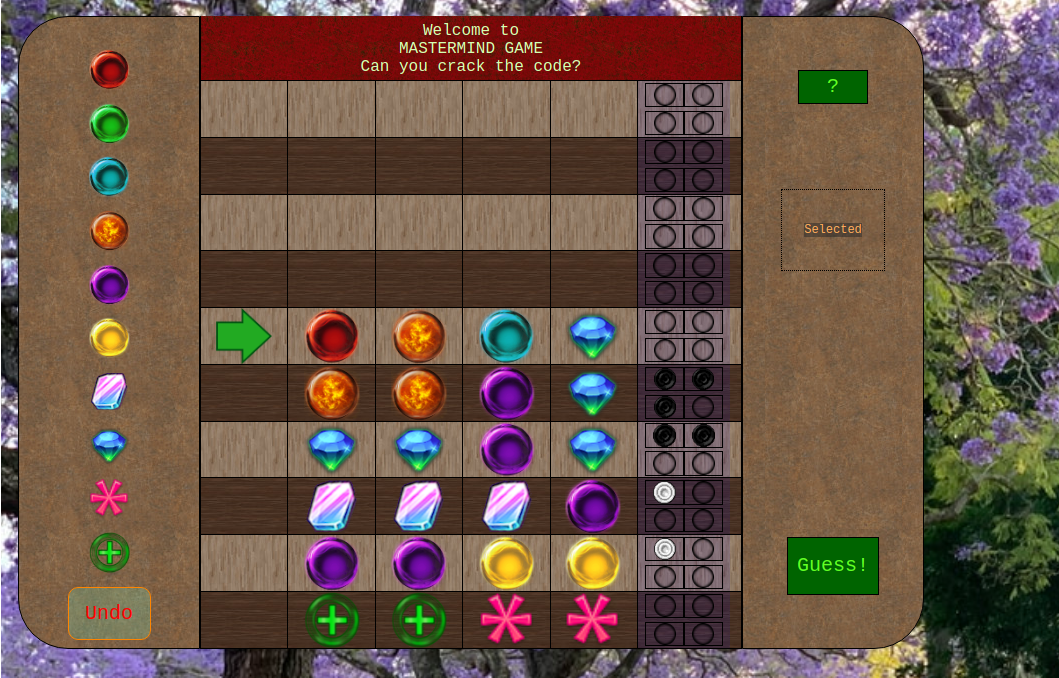 Welcome to
MASTERMIND GAME
Can you crack the code?
?
Selected
Guess!
Undo